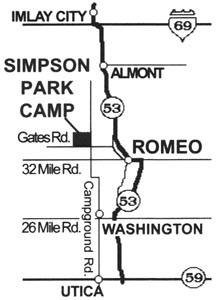 IMLAY CITY
69
SIMPSON
PARK
CAMP
ALMONT
53
Gates Rd.
ROMEO
32 Mile Rd.
Campground Rd.
53
26 Mile Rd.
WASHINGTON
59
UTICA